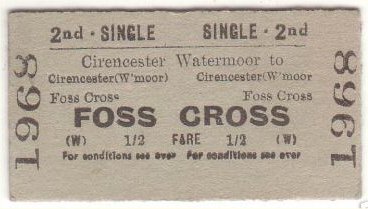 2nd · SINGLE SINGLE · 2nd
Cirencester Watermoor to
Cirencester(W'moor) Cirencester(W'moor
Foss Cross Foss Cross
FOSS CROSS
(W) 1/2 FARE 1/2 (W)
For conditions see over For conditions see over
1968
1968